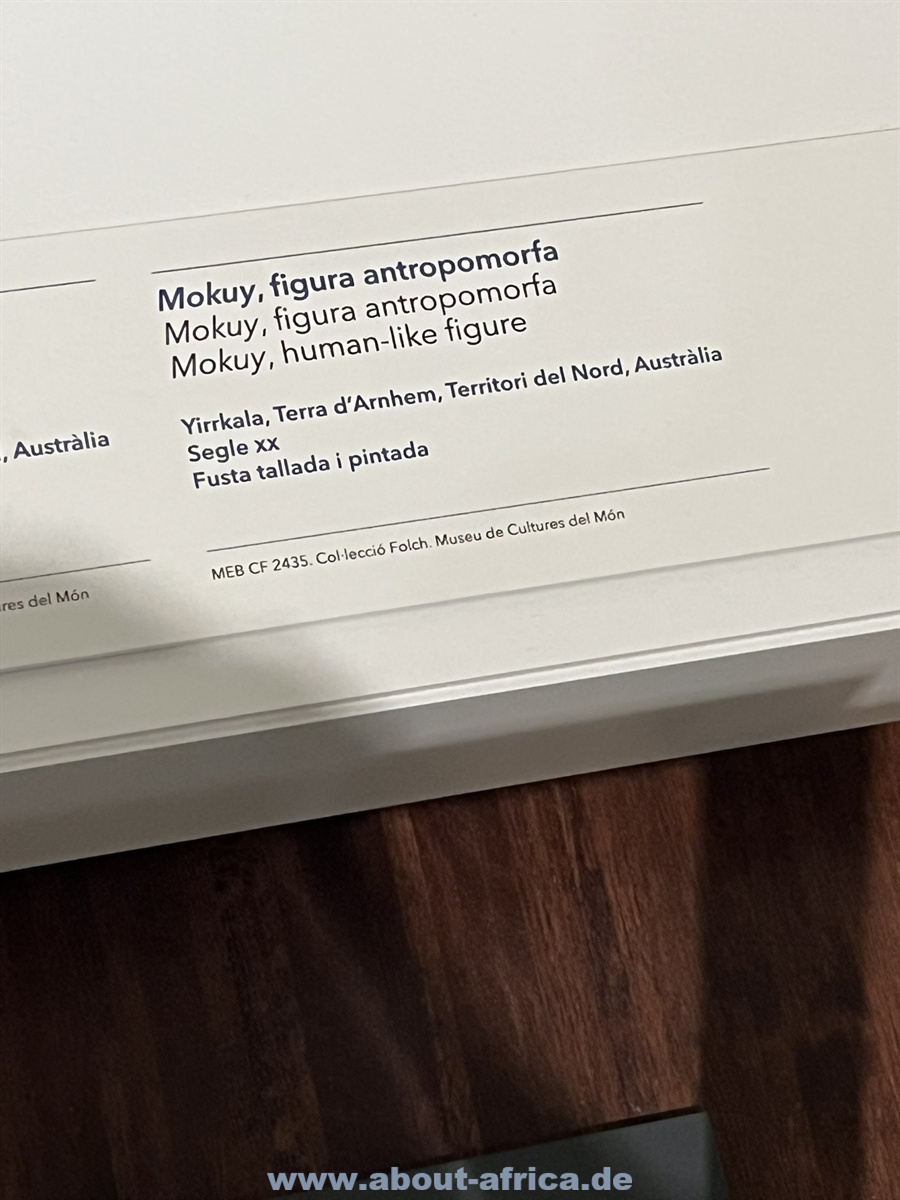 Mokuy, figura antropomorfa
Mokuy, figura antropomorfa
Mokuy, human-like figure
Yirrkala, Terra d'Arnhem, Territori del Nord, Austràlia
Segle XX
Fusta tallada i pintada
MEB CF 2435. Col·lecció Folch. Museu de Cultures del Món
, Austràlia
res del Món
www.about-africa.de